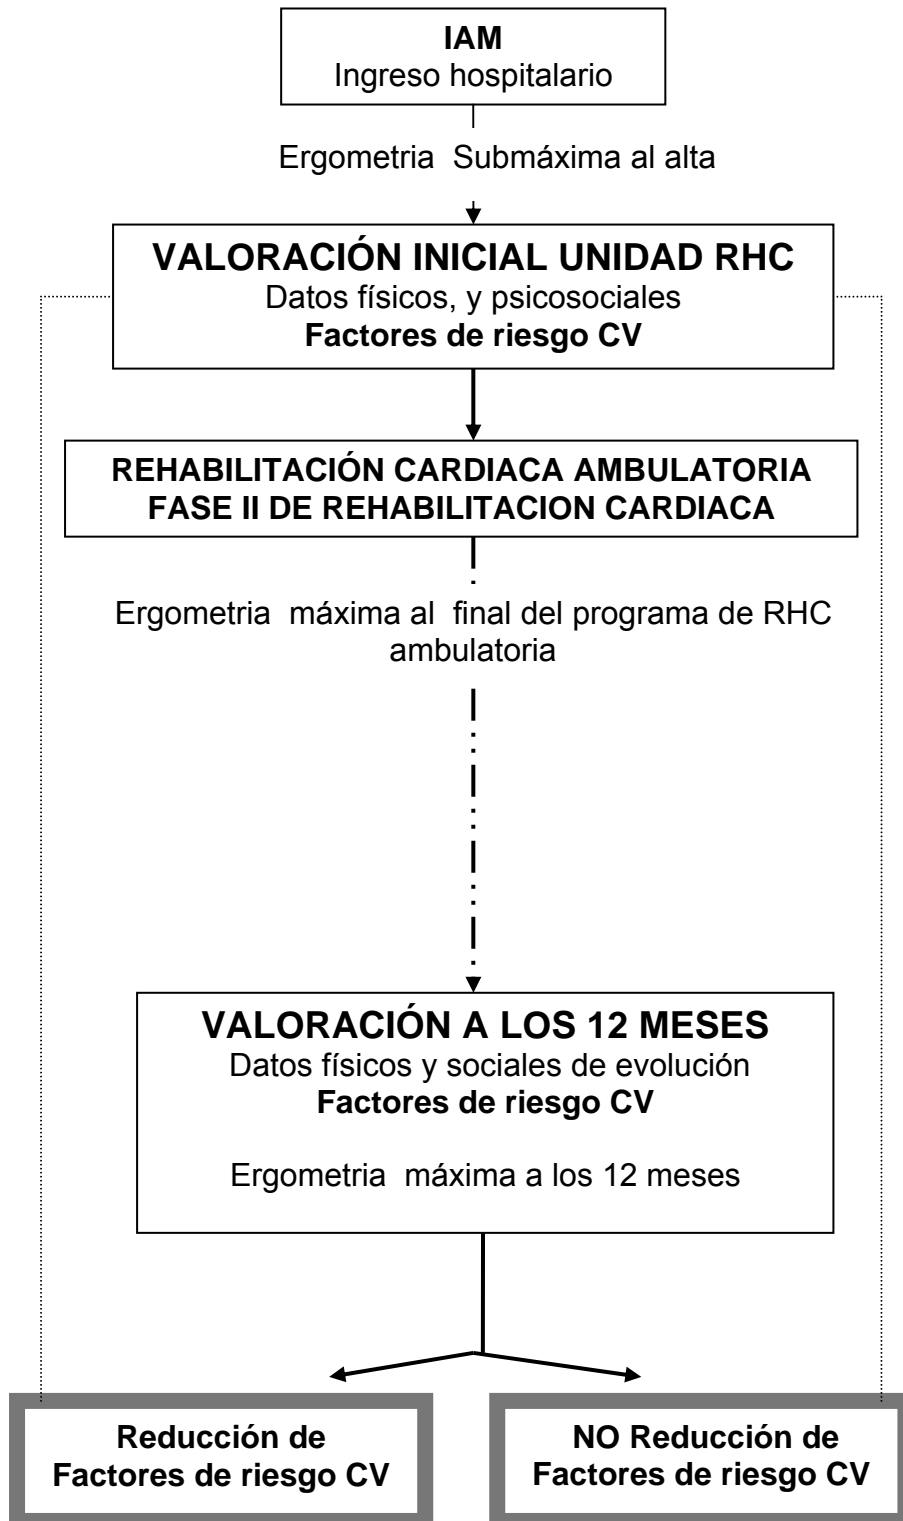 IAM
Ingreso hospitalario
Ergometria Submáxima al alta
VALORACIÓN INICIAL UNIDAD RHC
Datos físicos, y psicosociales
Factores de riesgo CV
REHABILITACIÓN CARDIACA AMBULATORIA
FASE II DE REHABILITACION CARDIACA
Ergometria máxima al final del programa de RHC
ambulatoria
VALORACIÓN A LOS 12 MESES
Datos físicos y sociales de evolución
Factores de riesgo CV
Ergometria máxima a los 12 meses
Reducción de
Factores de riesgo CV
NO Reducción de
Factores de riesgo CV